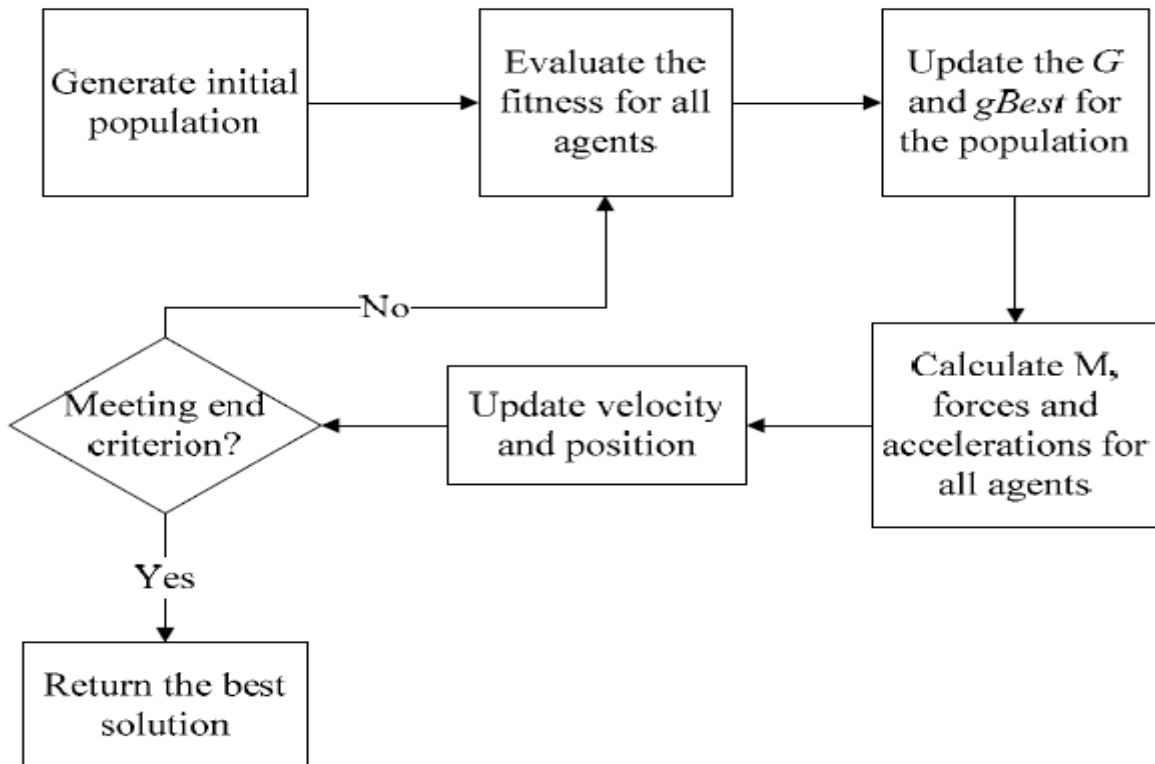 Generate initial
population
Evaluate the
fitness for all
agents
Update the G
and gBest for
the population
No
Meeting end
criterion?
Update velocity
and position
Calculate M,
forces and
accelerations for
all agents
Yes
Return the best
solution